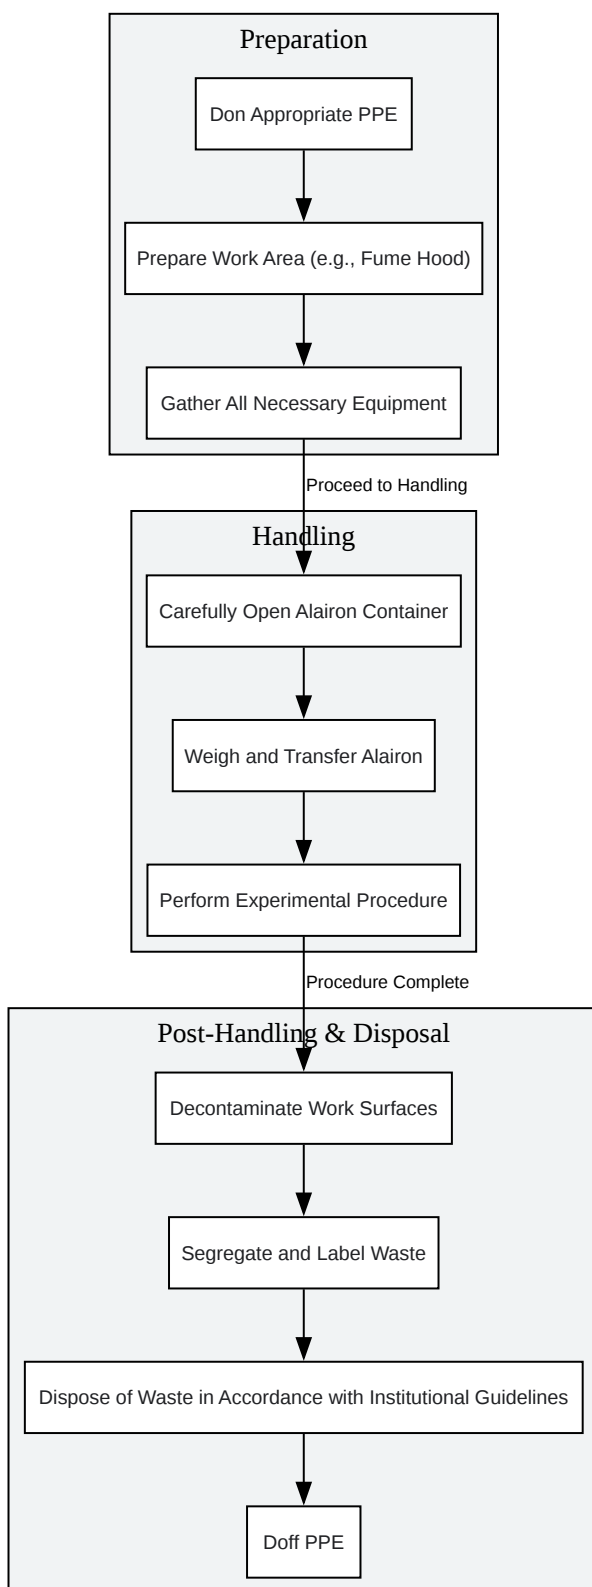 Preparation
Don Appropriate PPE
Prepare Work Area (e.g., Fume Hood)
Gather All Necessary Equipment
Proceed to Handling
Handling
Carefully Open Alairon Container
Weigh and Transfer Alairon
Perform Experimental Procedure
Procedure Complete
Post-Handling & Disposal
Decontaminate Work Surfaces
Segregate and Label Waste
Dispose of Waste in Accordance with Institutional Guidelines
Doff PPE